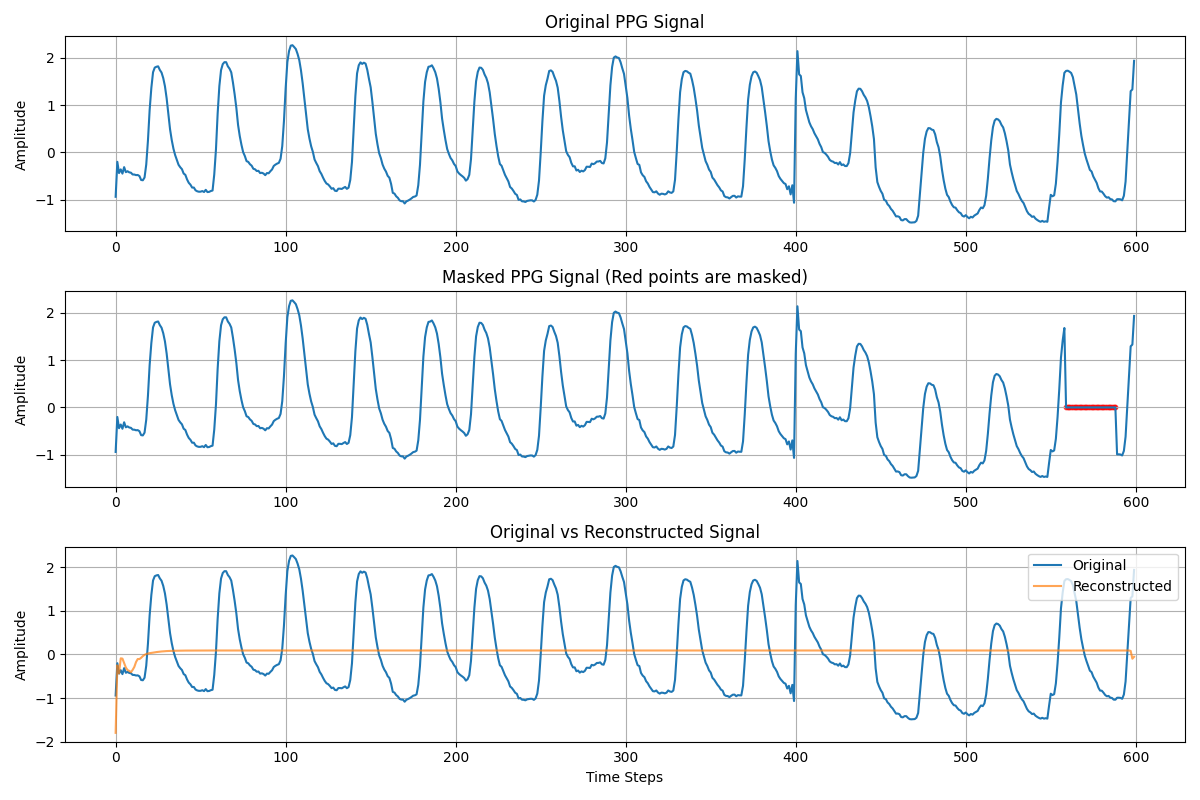 Original PPG Signal
Amplitude
2
1
0
−1
0 100 200 300 400 500 600
Masked PPG Signal (Red points are masked)
Amplitude
2
1
0
−1
0 100 200 300 400 500 600
Original vs Reconstructed Signal
Amplitude
2
1
0
−1
−2
Original
Reconstructed
0 100 200 300 400 500 600
Time Steps